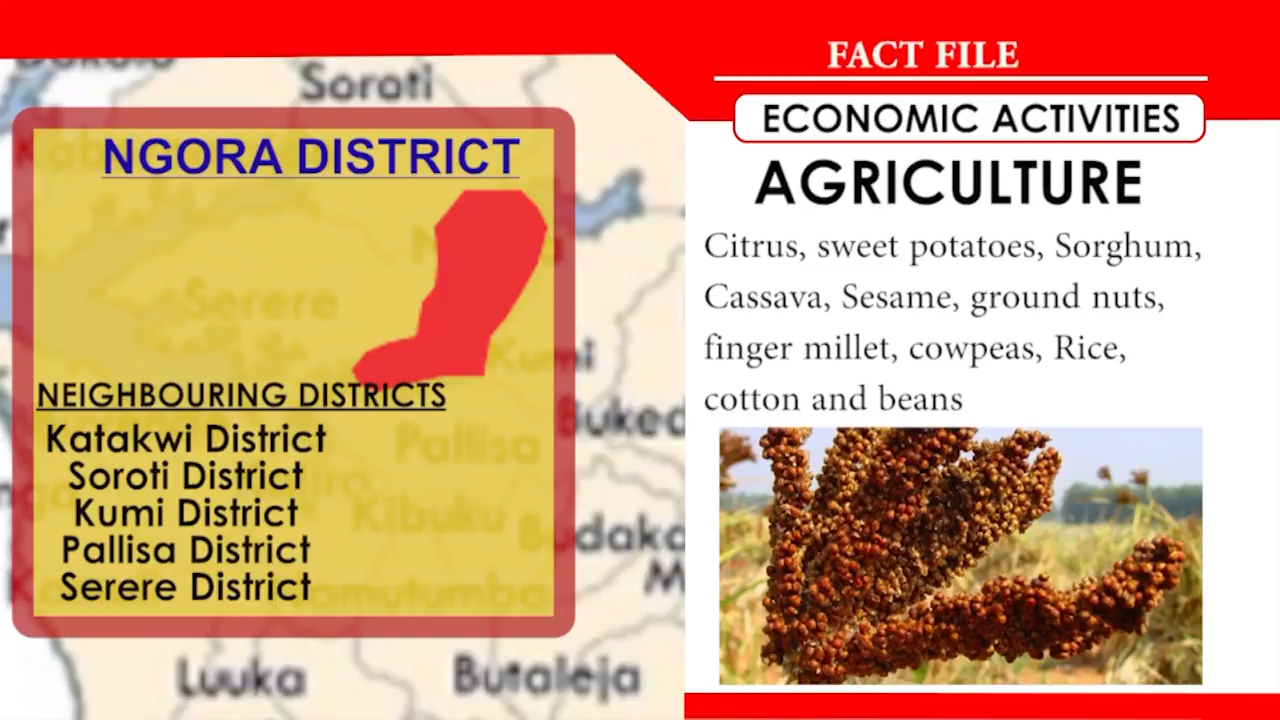 Soroti
NGORA DISTRICT
Serere
Kumi
NEIGHBOURING DISTRICTS
Katakwi District
Soroti District
Kumi District
Pallisa District
Serere District
Pallisa
Kibuku
Luuka
Butaleja
FACT FILE
ECONOMIC ACTIVITIES
AGRICULTURE
Citrus, sweet potatoes, Sorghum,
Cassava, Sesame, ground nuts,
finger millet, cowpeas, Rice,
cotton and beans